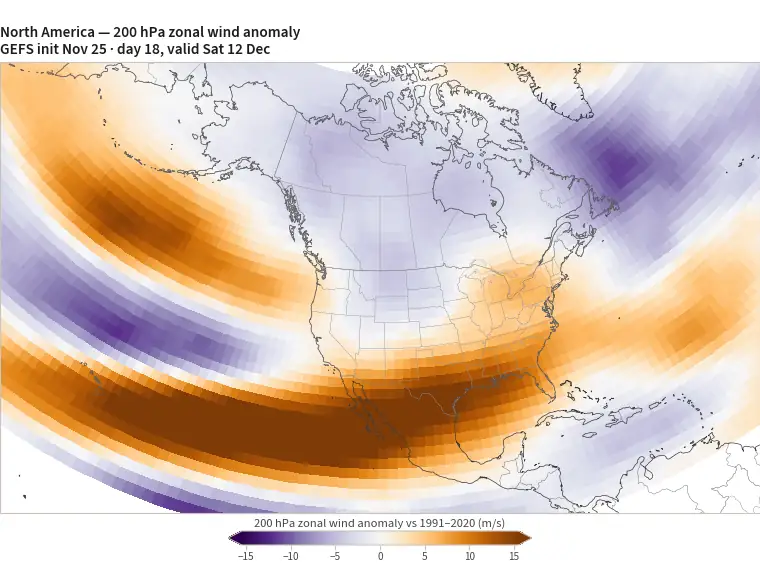 North America — 200 hPa zonal wind anomaly
GEFS init Nov 25 · day 18, valid Sat 12 Dec
200 hPa zonal wind anomaly vs 1991–2020 (m/s)
−15 −10 −5 0 5 10 15